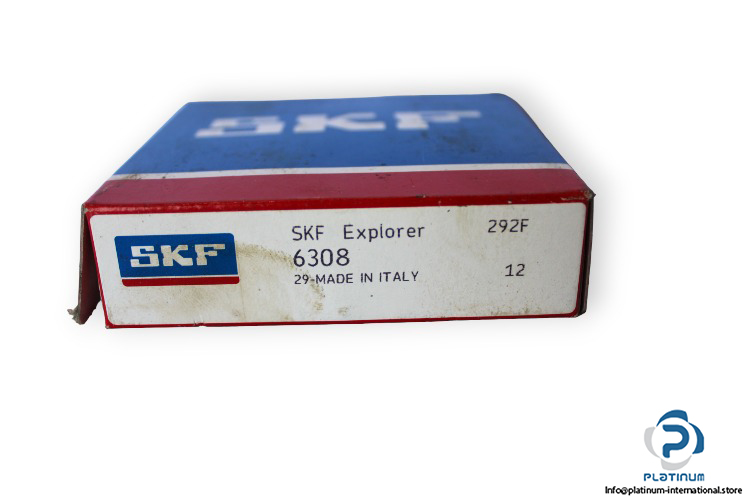 SKF
SKF
SKF Explorer 292F
6308
29-MADE IN ITALY 12
PLATINUM
Info@platinum-international.store